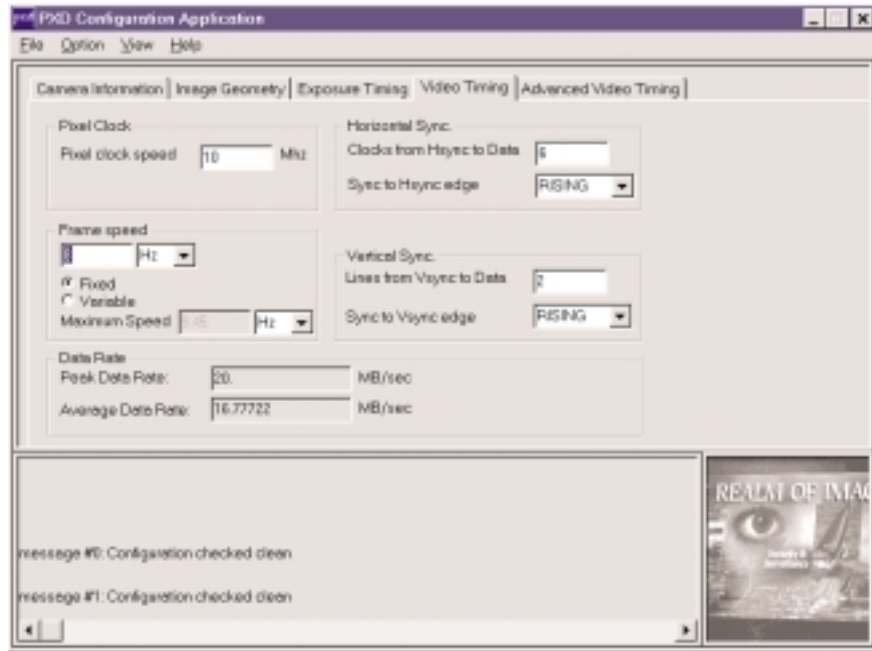 pxd PXD Configuration Application
File Option View Help
Camera Information Image Geometry Exposure Timing Video Timing Advanced Video Timing
Pixel Clock
Pixel clock speed 10 Mhz
Horizontal Sync.
Clocks from Hsync to Data 6
Sync to Hsync edge RISING
Frame speed
Hz
Fixed
Variable
Maximum Speed Hz
Vertical Sync.
Lines from Vsync to Data 2
Sync to Vsync edge RISING
Data Rate
Peak Data Rate: 20. MB/sec
Average Data Rate: 16.77722 MB/sec
message #0: Configuration checked clean
message #1: Configuration checked clean
REALM OF IMAG